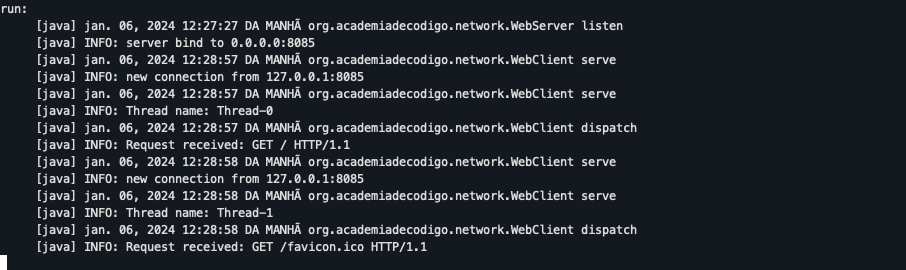 run:
[java] jan. 06, 2024 12:27:27 DA MANHÃ org.academiadecodigo.network.WebServer listen
[java] INFO: server bind to 0.0.0.0:8085
[java] jan. 06, 2024 12:28:57 DA MANHÃ org.academiadecodigo.network.WebClient serve
[java] INFO: new connection from 127.0.0.1:8085
[java] jan. 06, 2024 12:28:57 DA MANHÃ org.academiadecodigo.network.WebClient serve
[java] INFO: Thread name: Thread-0
[java] jan. 06, 2024 12:28:57 DA MANHÃ org.academiadecodigo.network.WebClient dispatch
[java] INFO: Request received: GET / HTTP/1.1
[java] jan. 06, 2024 12:28:58 DA MANHÃ org.academiadecodigo.network.WebClient serve
[java] INFO: new connection from 127.0.0.1:8085
[java] jan. 06, 2024 12:28:58 DA MANHÃ org.academiadecodigo.network.WebClient serve
[java] INFO: Thread name: Thread-1
[java] jan. 06, 2024 12:28:58 DA MANHÃ org.academiadecodigo.network.WebClient dispatch
[java] INFO: Request received: GET /favicon.ico HTTP/1.1